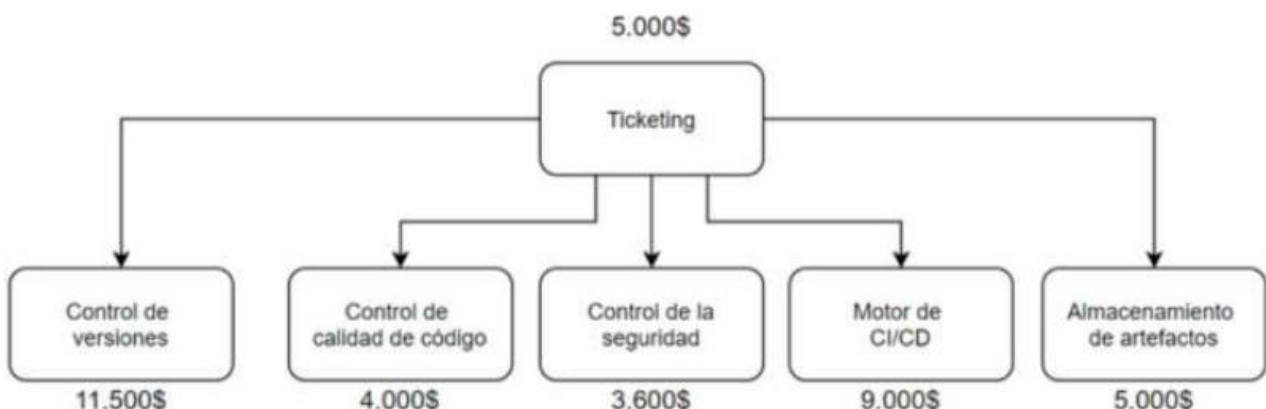 5.000$
Ticketing
Control de
versiones
Control de
calidad de código
Control de la
seguridad
Motor de
CI/CD
Almacenamiento
de artefactos
11.500$
4.000$
3.600$
9.000$
5.000$